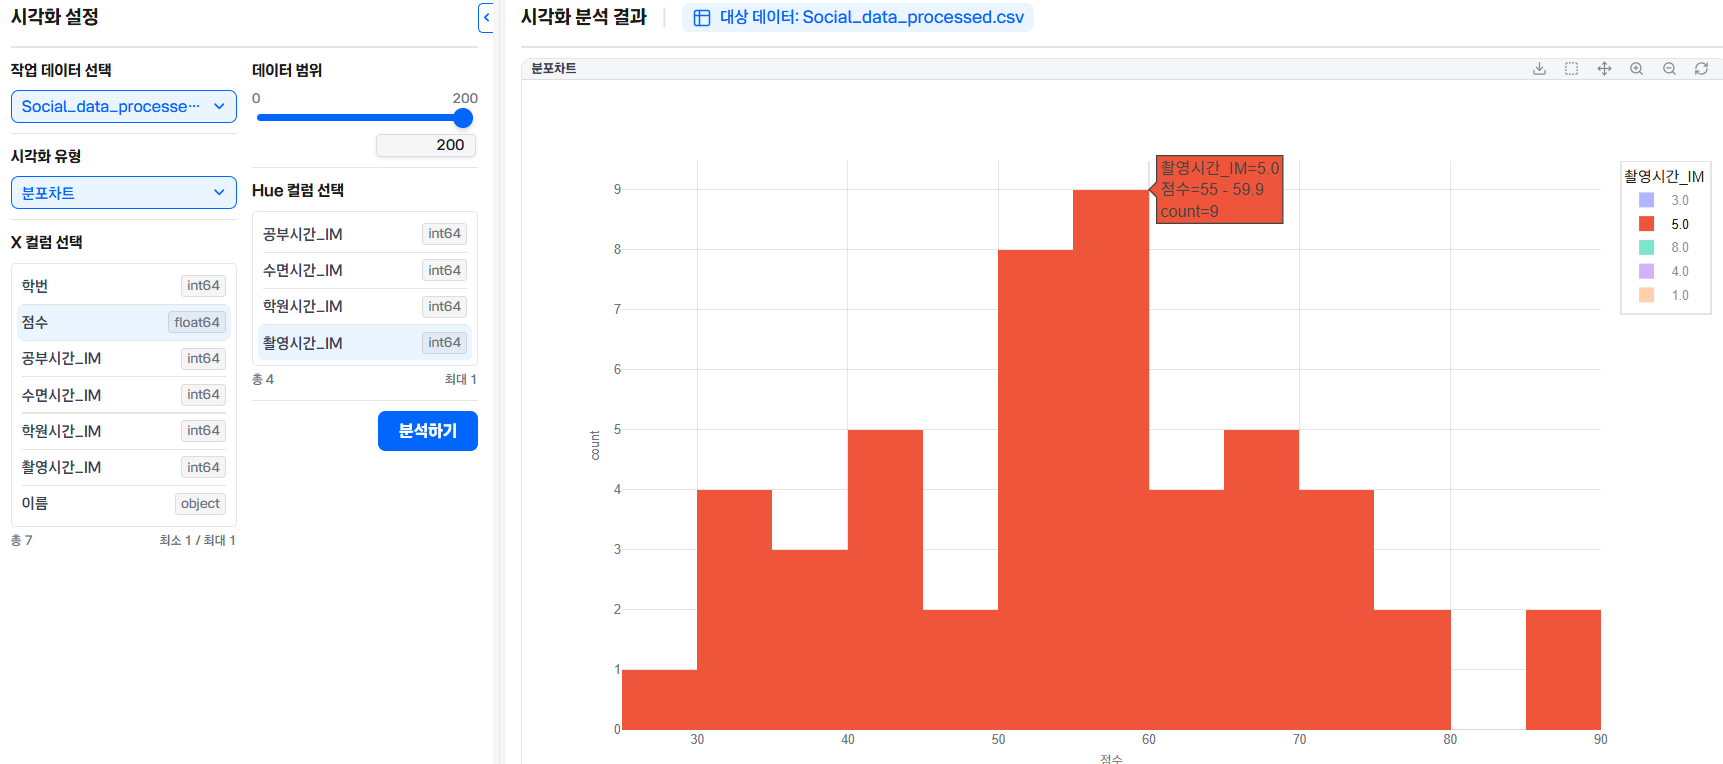 시각화 설정
작업 데이터 선택
Social_data_processe···
시각화 유형
분포차트
X 컬럼 선택
학번 int64
점수 float64
공부시간_IM int64
수면시간_IM int64
학원시간_IM int64
촬영시간_IM int64
이름 object
총 7 최소 1 / 최대 1
데이터 범위
0 200
200
Hue 컬럼 선택
공부시간_IM int64
수면시간_IM int64
학원시간_IM int64
촬영시간_IM int64
총 4 최대 1
분석하기
시각화 분석 결과 대상 데이터: Social_data_processed.csv
분포차트
촬영시간_IM=5.0
점수=55 - 59.9
count=9
촬영시간_IM
3.0
5.0
8.0
4.0
1.0
9
8
7
6
5
4
3
2
1
0
count
30 40 50 60 70 80 90
점수